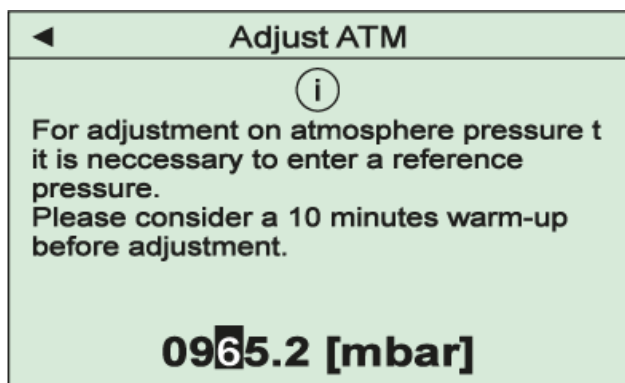 Adjust ATM
i
For adjustment on atmosphere pressure t
it is neccessary to enter a reference
pressure.
Please consider a 10 minutes warm-up
before adjustment.
0965.2 [mbar]